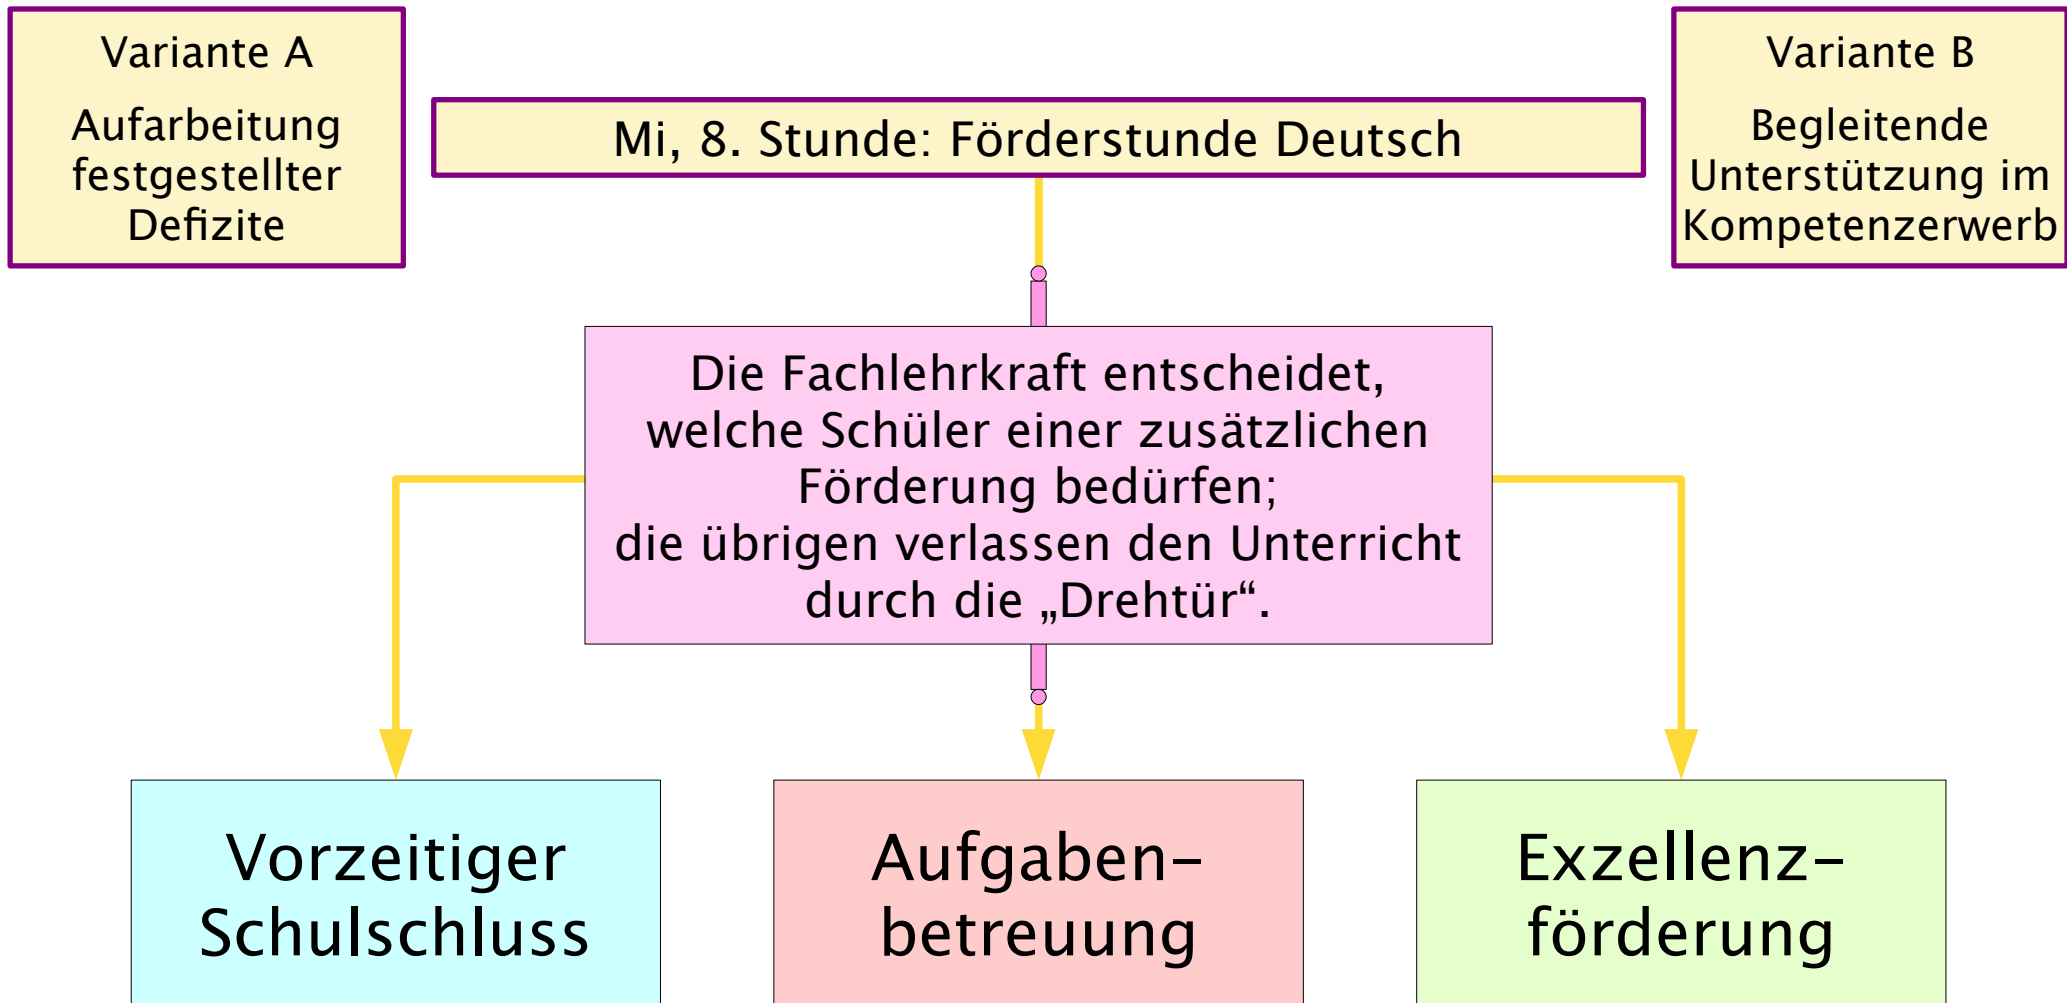 Variante A
Aufarbeitung
festgestellter
Defizite
Mi, 8. Stunde: Förderstunde Deutsch
Variante B
Begleitende
Unterstützung im
Kompetenzerwerb
Die Fachlehrkraft entscheidet,
welche Schüler einer zusätzlichen
Förderung bedürfen;
die übrigen verlassen den Unterricht
durch die „Drehtür“.
Vorzeitiger
Schulschluss
Aufgaben-
betreuung
Exzellenz-
förderung